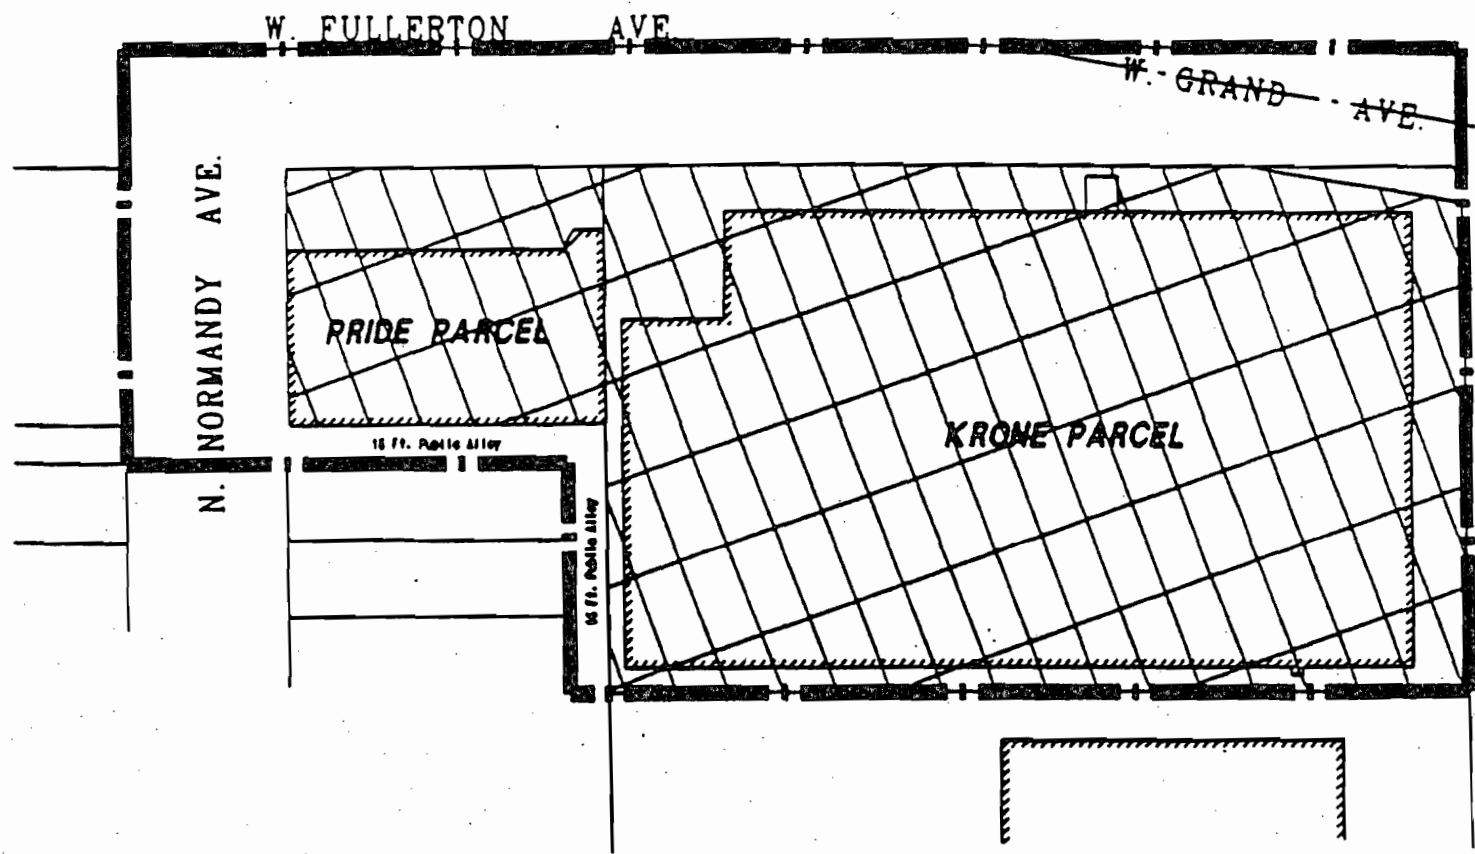 W. FULLERTON AVE.
W. GRAND AVE.
N. NORMANDY AVE.
PRIDE PARCEL
KRONE PARCEL
16 Ft. Public Alley
16 Ft. Public Alley